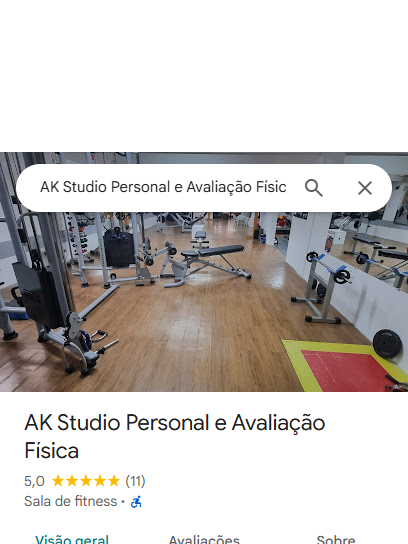 AK Studio Personal e Avaliação Físic
AK Studio Personal e Avaliação
Física
5,0 (11)
Sala de fitness ·
Visão geral Avaliações Sobre